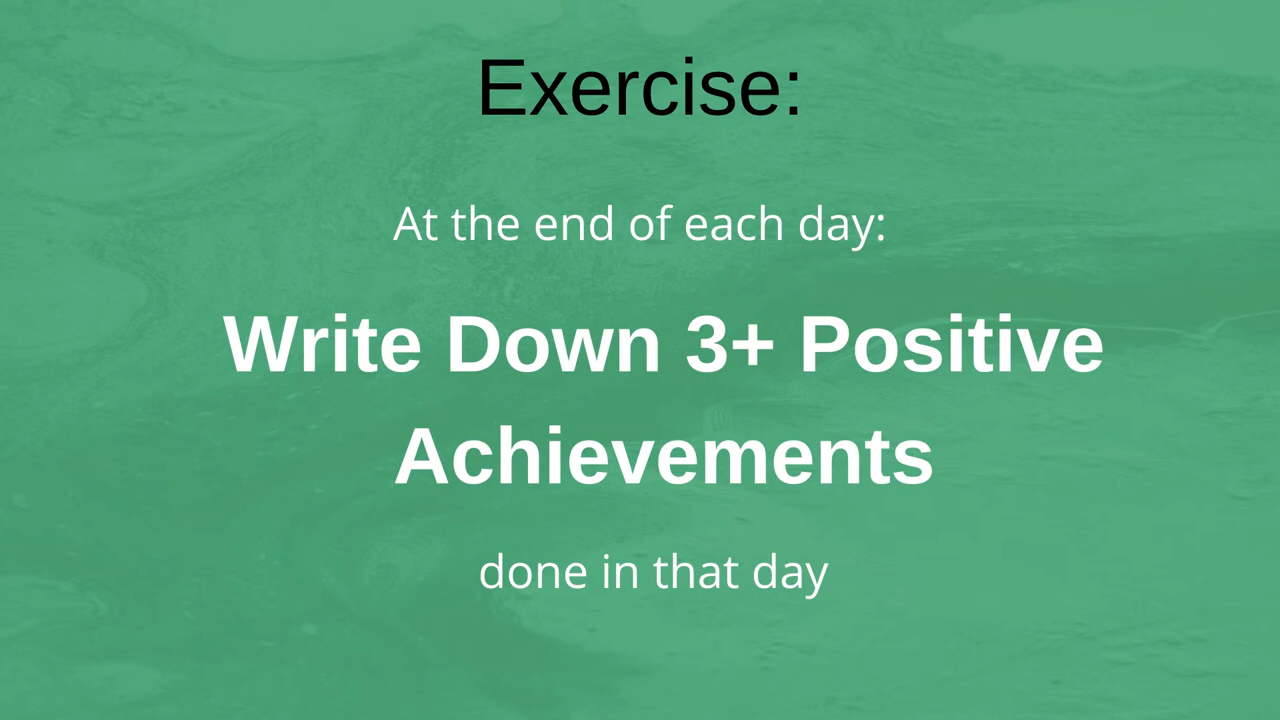 Exercise:
At the end of each day:
Write Down 3+ Positive
Achievements
done in that day